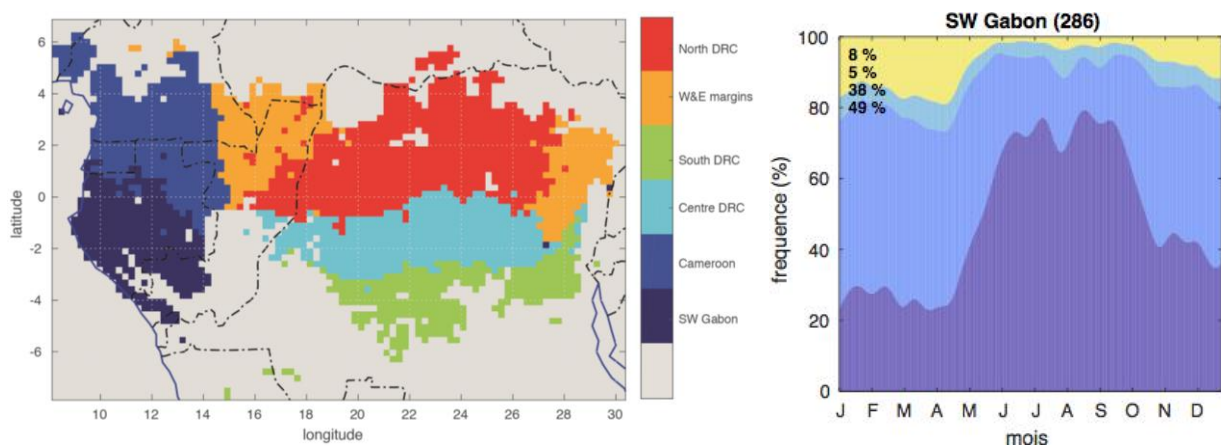 6
4
2
0
-2
-4
-6
latitude
10 12 14 16 18 20 22 24 26 28 30
longitude
North DRC
W&E margins
South DRC
Centre DRC
Cameroon
SW Gabon
SW Gabon (286)
100
80
60
40
20
0
frequence (%)
8 %
5 %
38 %
49 %
J F M A M J J A S O N D
mois